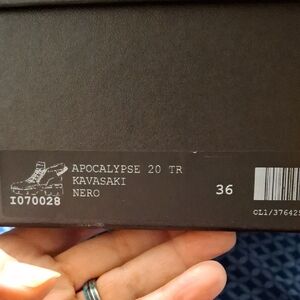 APOCALYPSE 20 TR
KAVASAKI
NERO
36
I070028